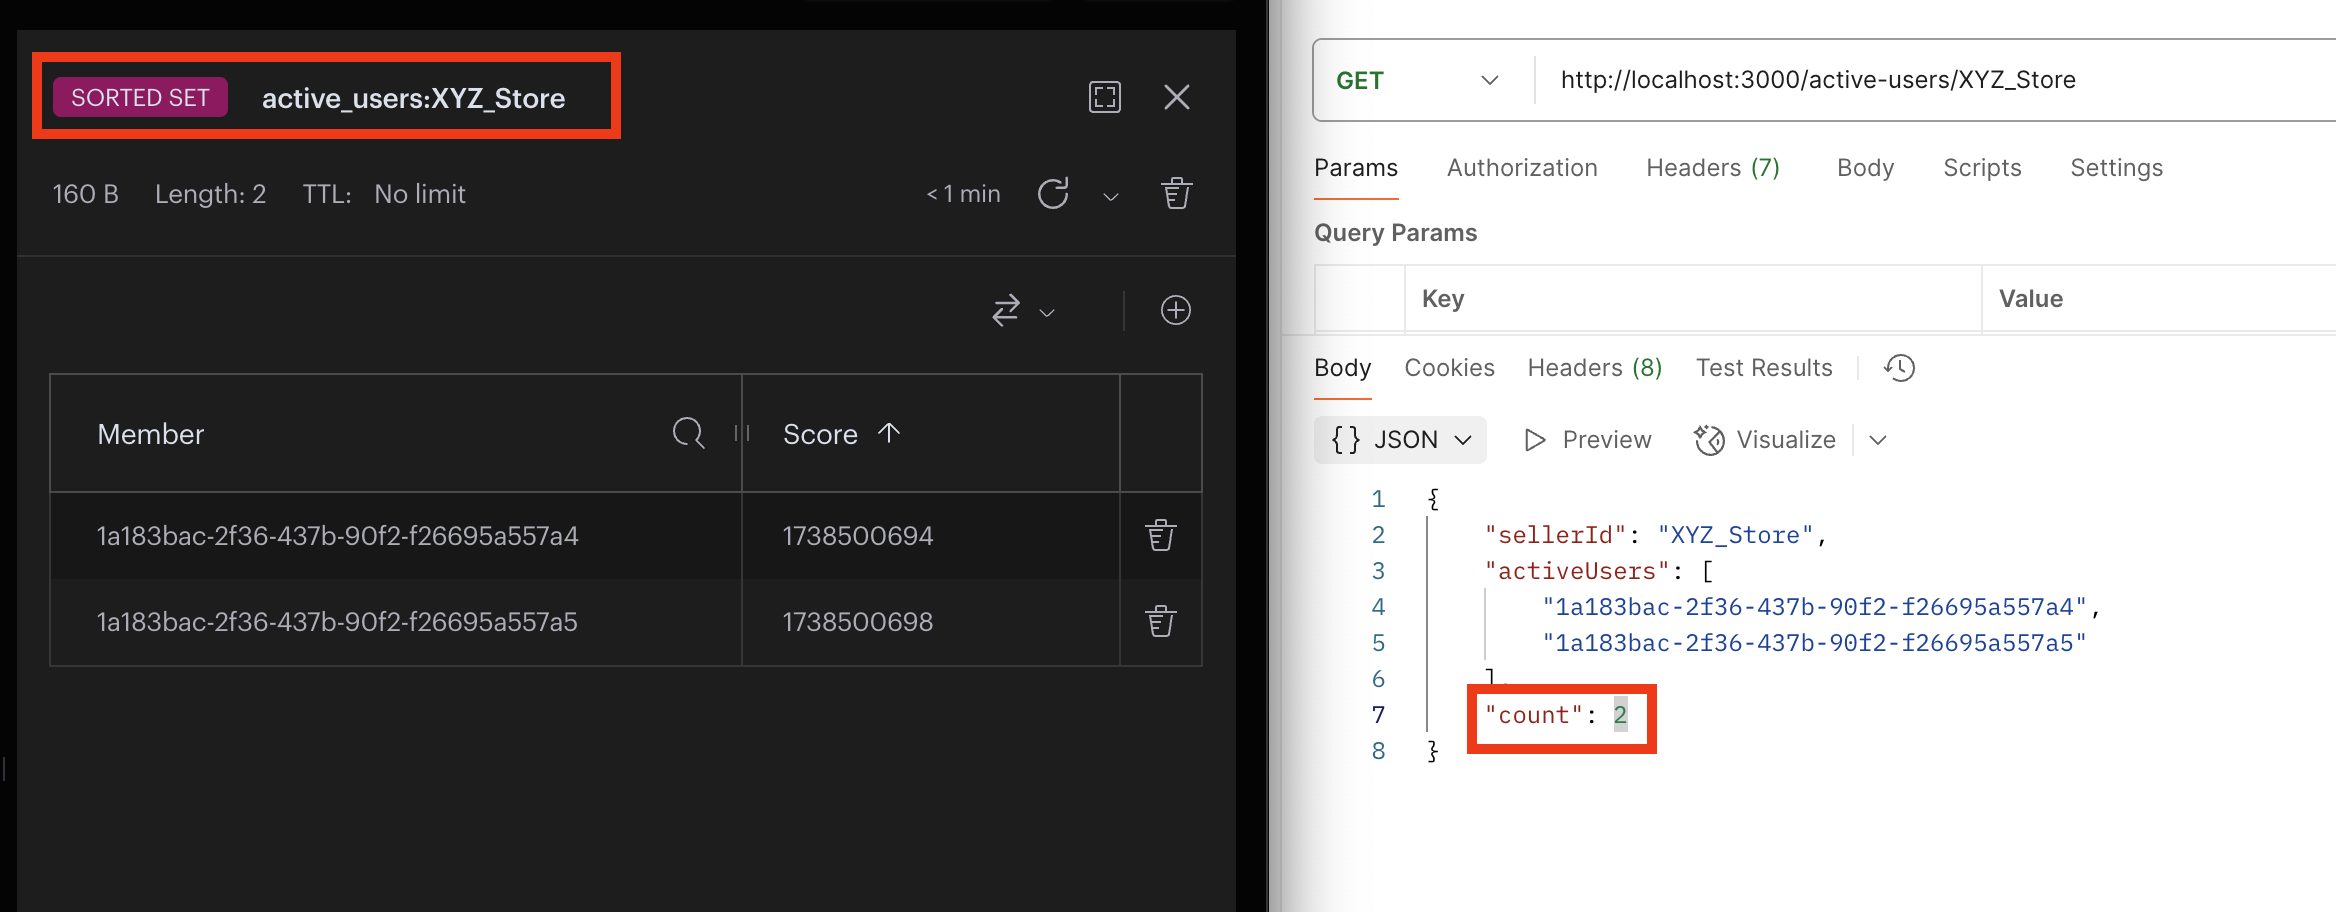 SORTED SET active_users:XYZ_Store
160 B Length: 2 TTL: No limit < 1 min
Member Score
1a183bac-2f36-437b-90f2-f26695a557a4 1738500694
1a183bac-2f36-437b-90f2-f26695a557a5 1738500698
GET http://localhost:3000/active-users/XYZ_Store
Params Authorization Headers (7) Body Scripts Settings
Query Params
Key Value
Body Cookies Headers (8) Test Results
{} JSON Preview Visualize
1 {
2 "sellerId": "XYZ_Store",
3 "activeUsers": [
4 "1a183bac-2f36-437b-90f2-f26695a557a4",
5 "1a183bac-2f36-437b-90f2-f26695a557a5"
6 ],
7 "count": 2
8 }